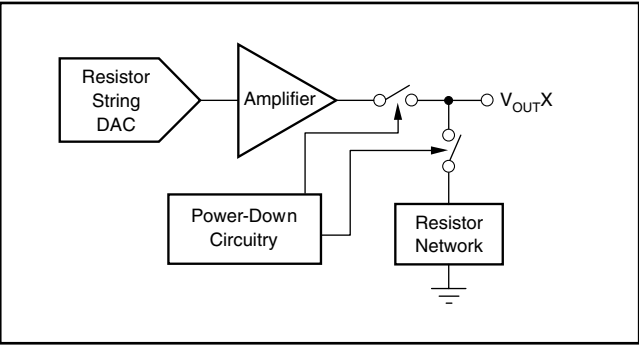 Resistor
String
DAC
Amplifier
VOUTX
Power-Down
Circuitry
Resistor
Network